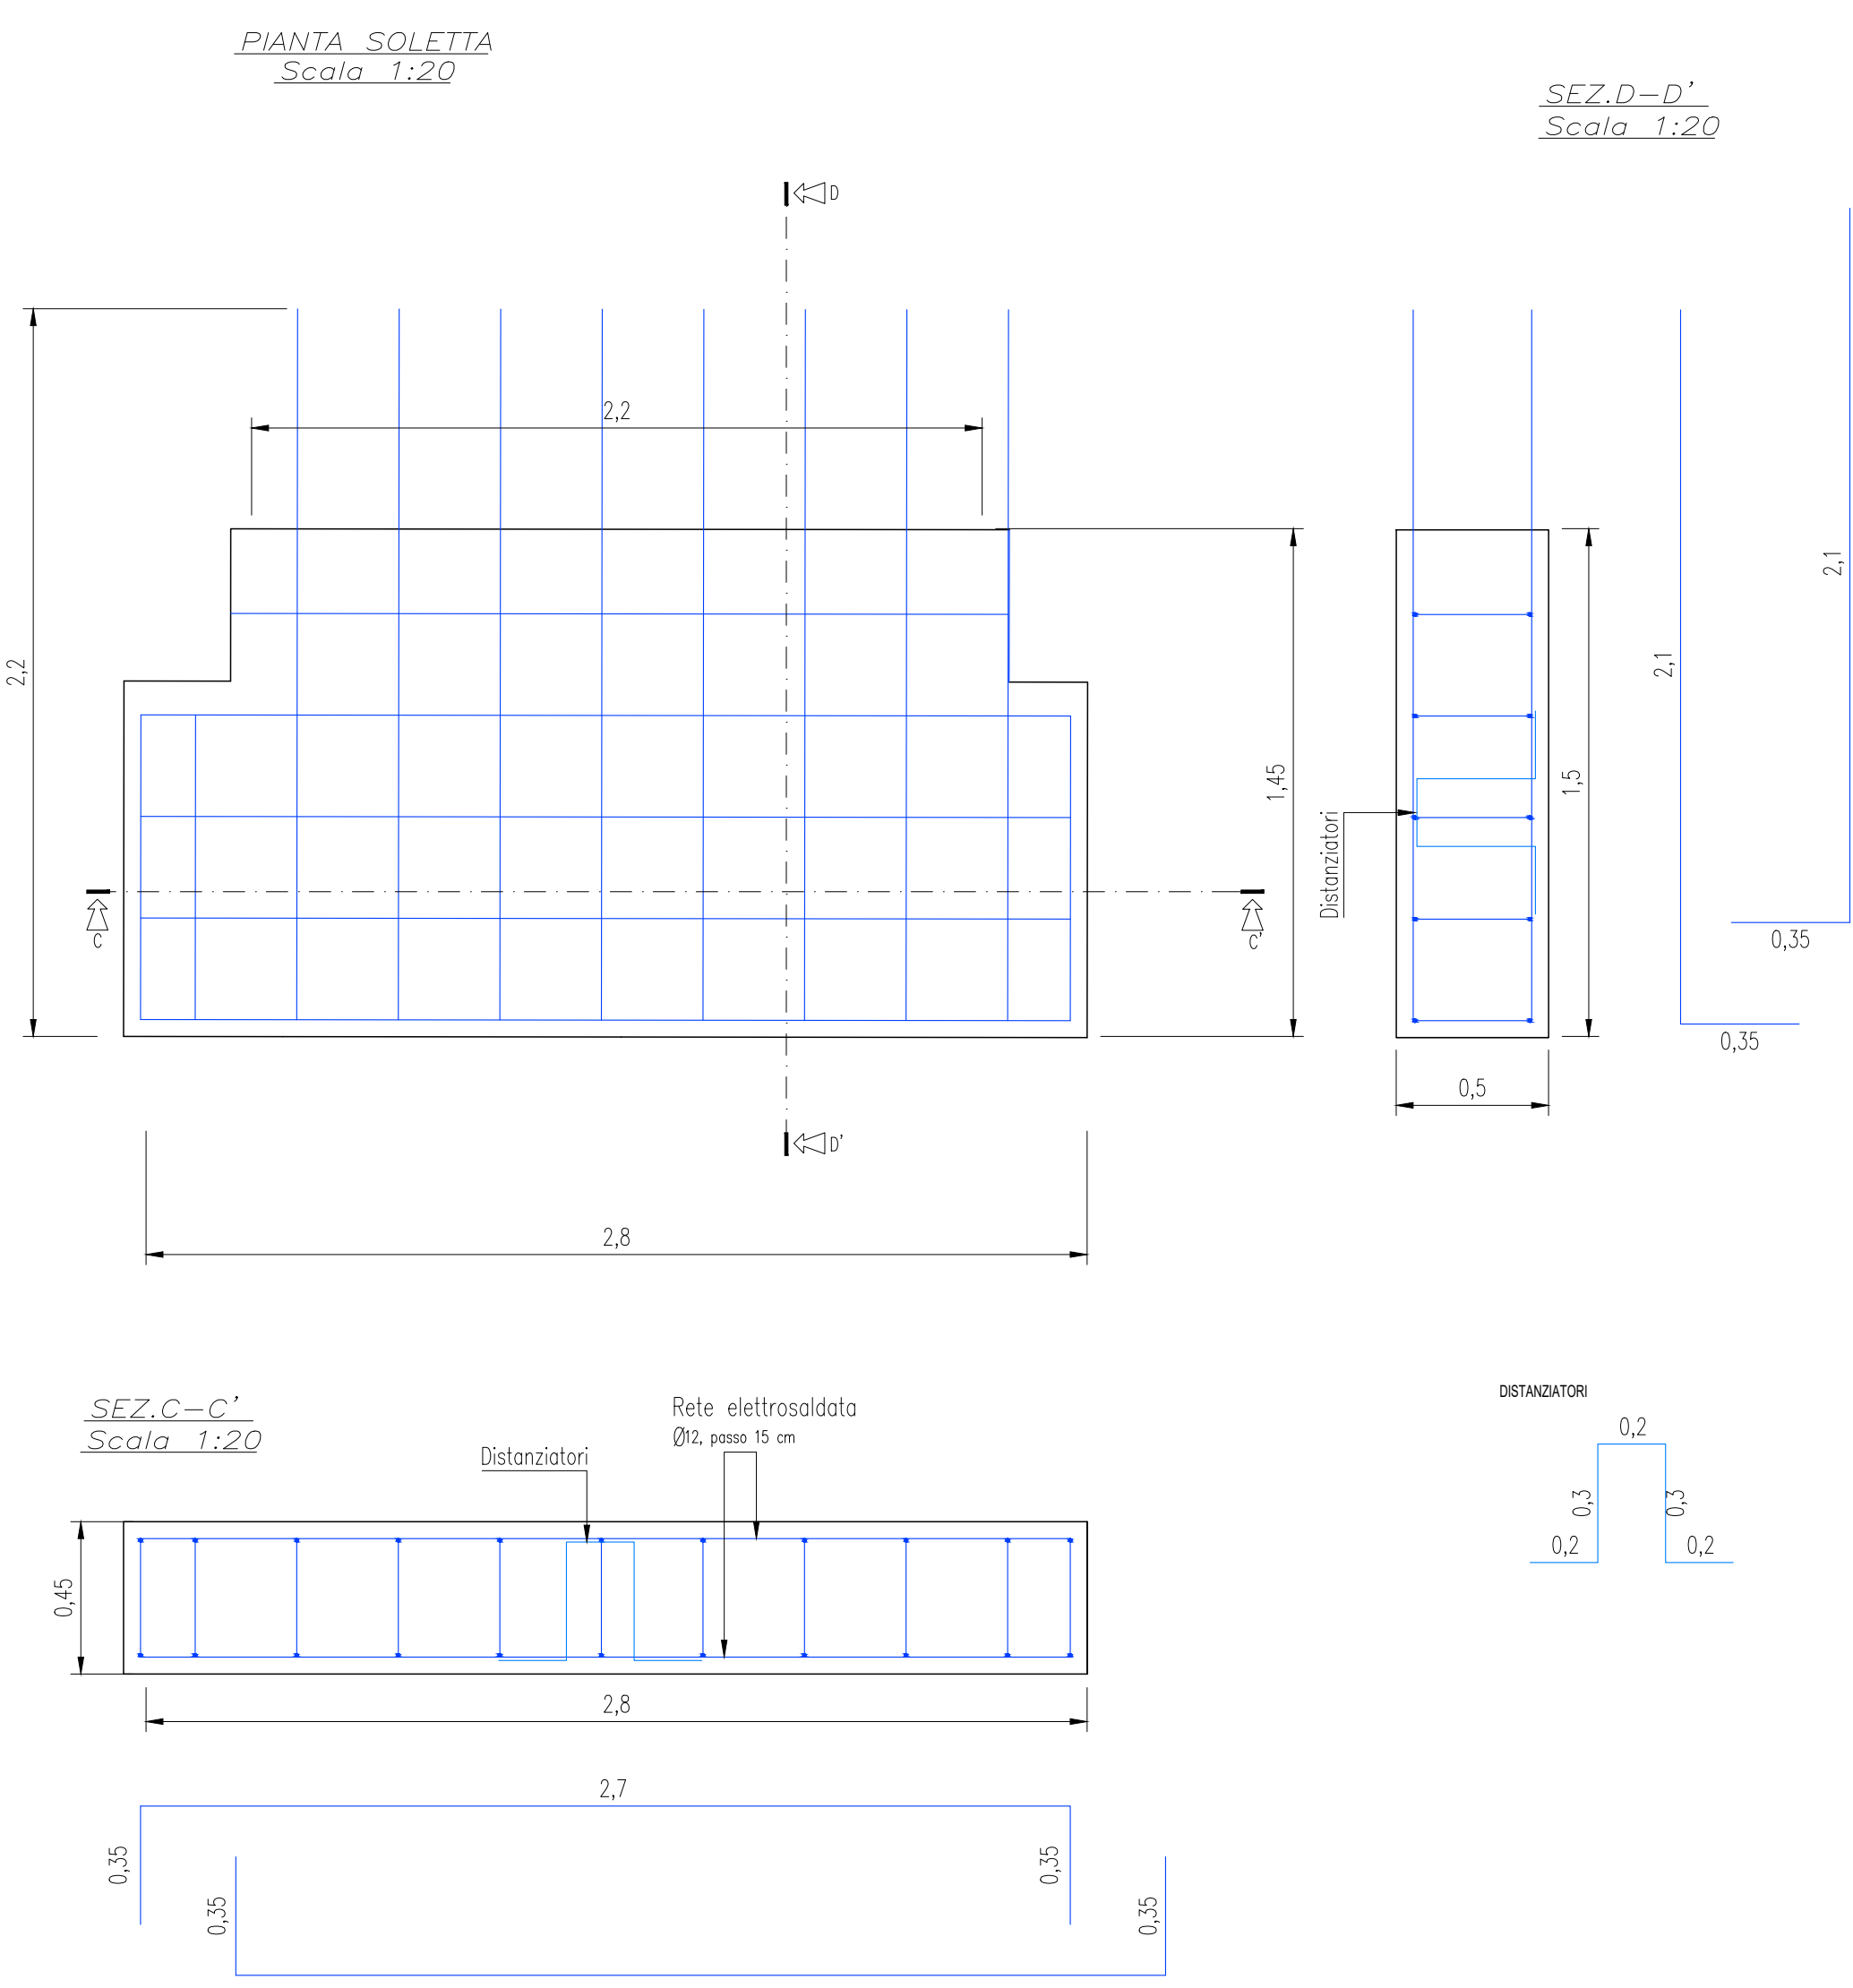 PIANTA SOLETTA
Scala 1:20
SEZ.D-D'
Scala 1:20
D
2,2
2,2
1,45
C
C'
D'
2,8
Distanziatori
1,5
0,5
2,1
0,35
2,1
0,35
SEZ.C-C'
Scala 1:20
Distanziatori
Rete elettrosaldata
Ø12, passo 15 cm
0,45
2,8
2,7
0,35
0,35
0,35
0,35
DISTANZIATORI
0,2
0,3
0,3
0,2
0,2